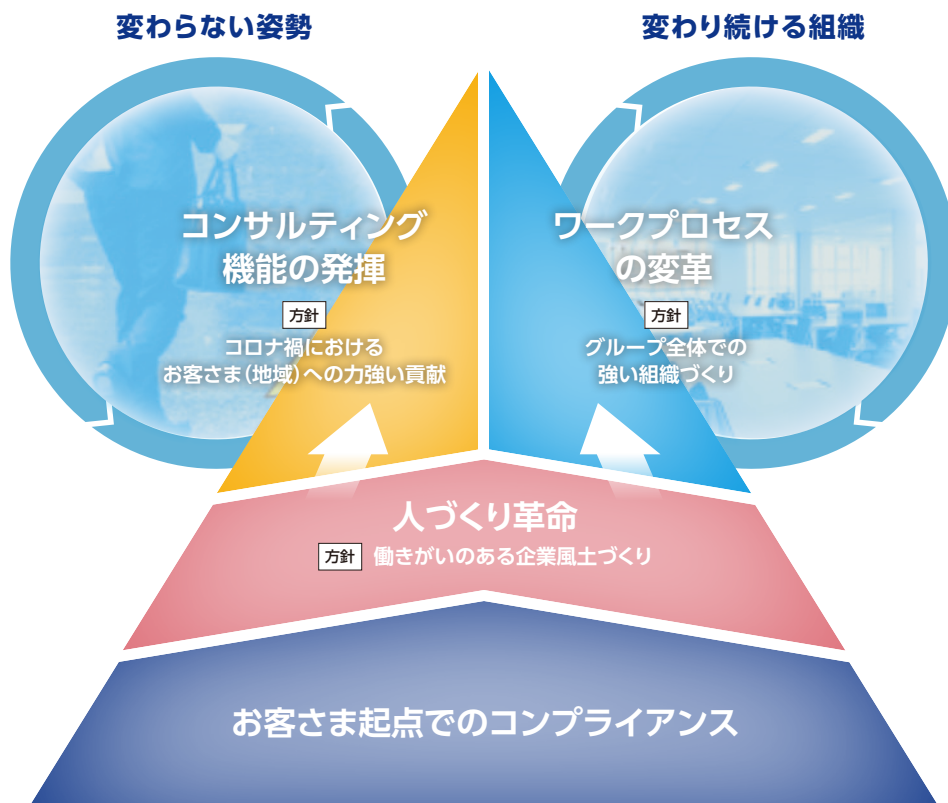 変わらない姿勢
変わり続ける組織
コンサルティング
機能の発揮
方針
コロナ禍における
お客さま(地域)への力強い貢献
ワークプロセス
の変革
方針
グループ全体での
強い組織づくり
人づくり革命
方針 働きがいのある企業風土づくり
お客さま起点でのコンプライアンス